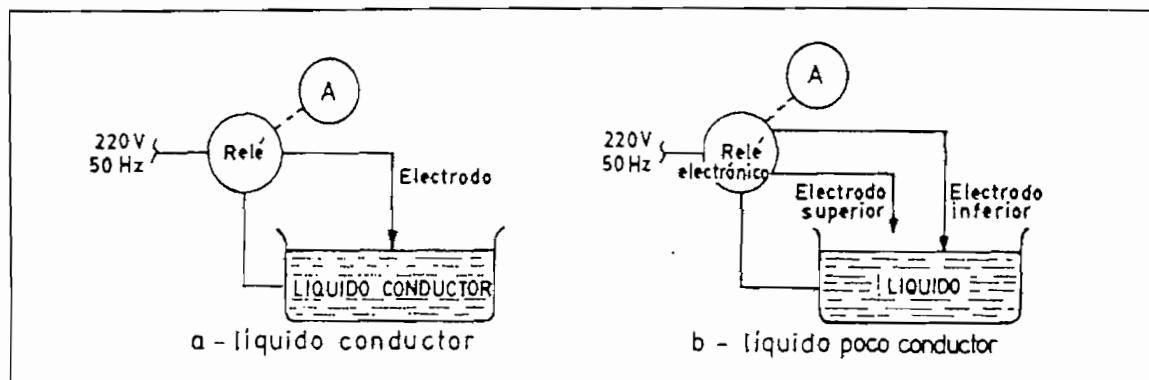 A
Relé
220V
50 Hz
Electrodo
LIQUIDO CONDUCTOR
a - líquido conductor
A
220V
50 Hz
Relé
electrónico
Electrodo
superior
Electrodo
inferior
LIQUIDO
b - líquido poco conductor